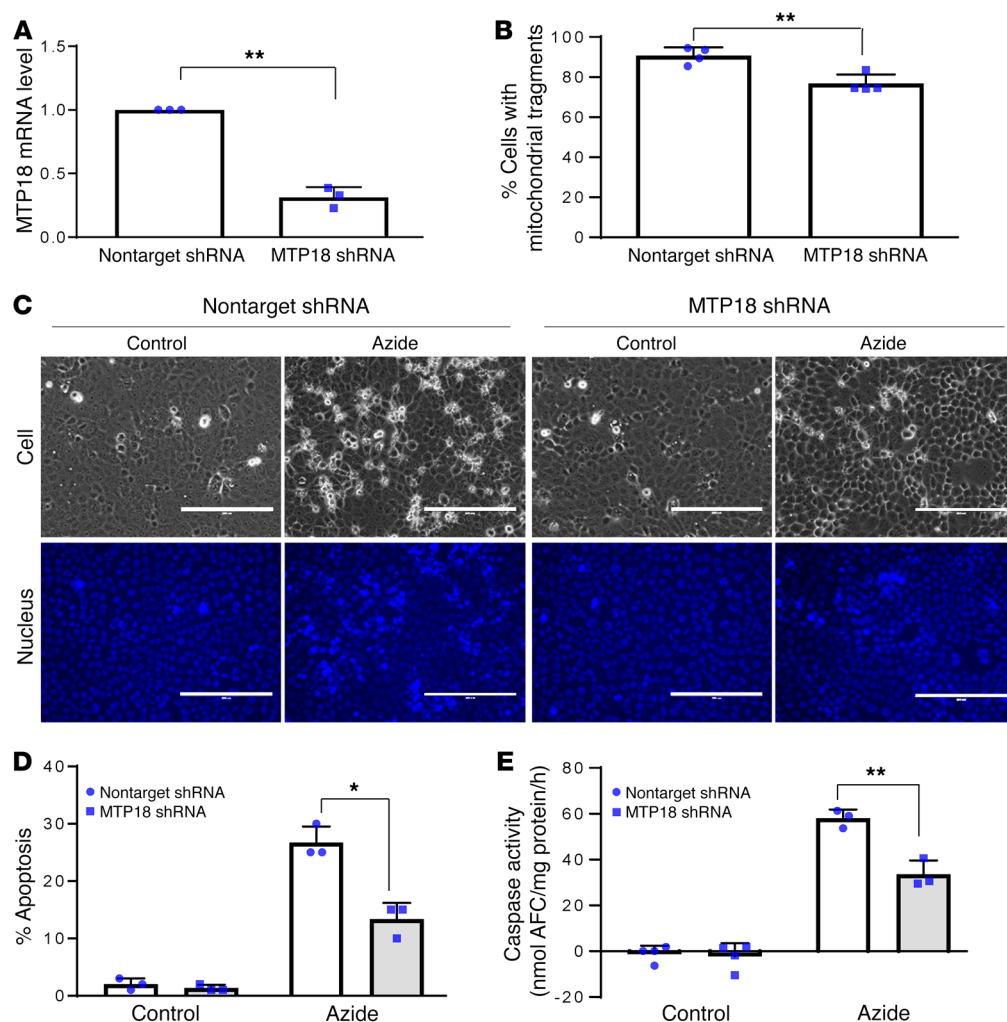 A
MTP18 mRNA level
1.5
1.0
0.5
0.0
**
Nontarget shRNA
MTP18 shRNA
B
% Cells with
mitochondrial tragments
100
80
60
40
20
0
**
Nontarget shRNA
MTP18 shRNA
C
Nontarget shRNA
MTP18 shRNA
Control
Azide
Control
Azide
Cell
Nucleus
D
% Apoptosis
40
30
20
10
0
Nontarget shRNA
MTP18 shRNA
*
Control
Azide
E
Caspase activity
(nmol AFC/mg protein/h)
80
60
40
20
0
-20
Nontarget shRNA
MTP18 shRNA
**
Control
Azide